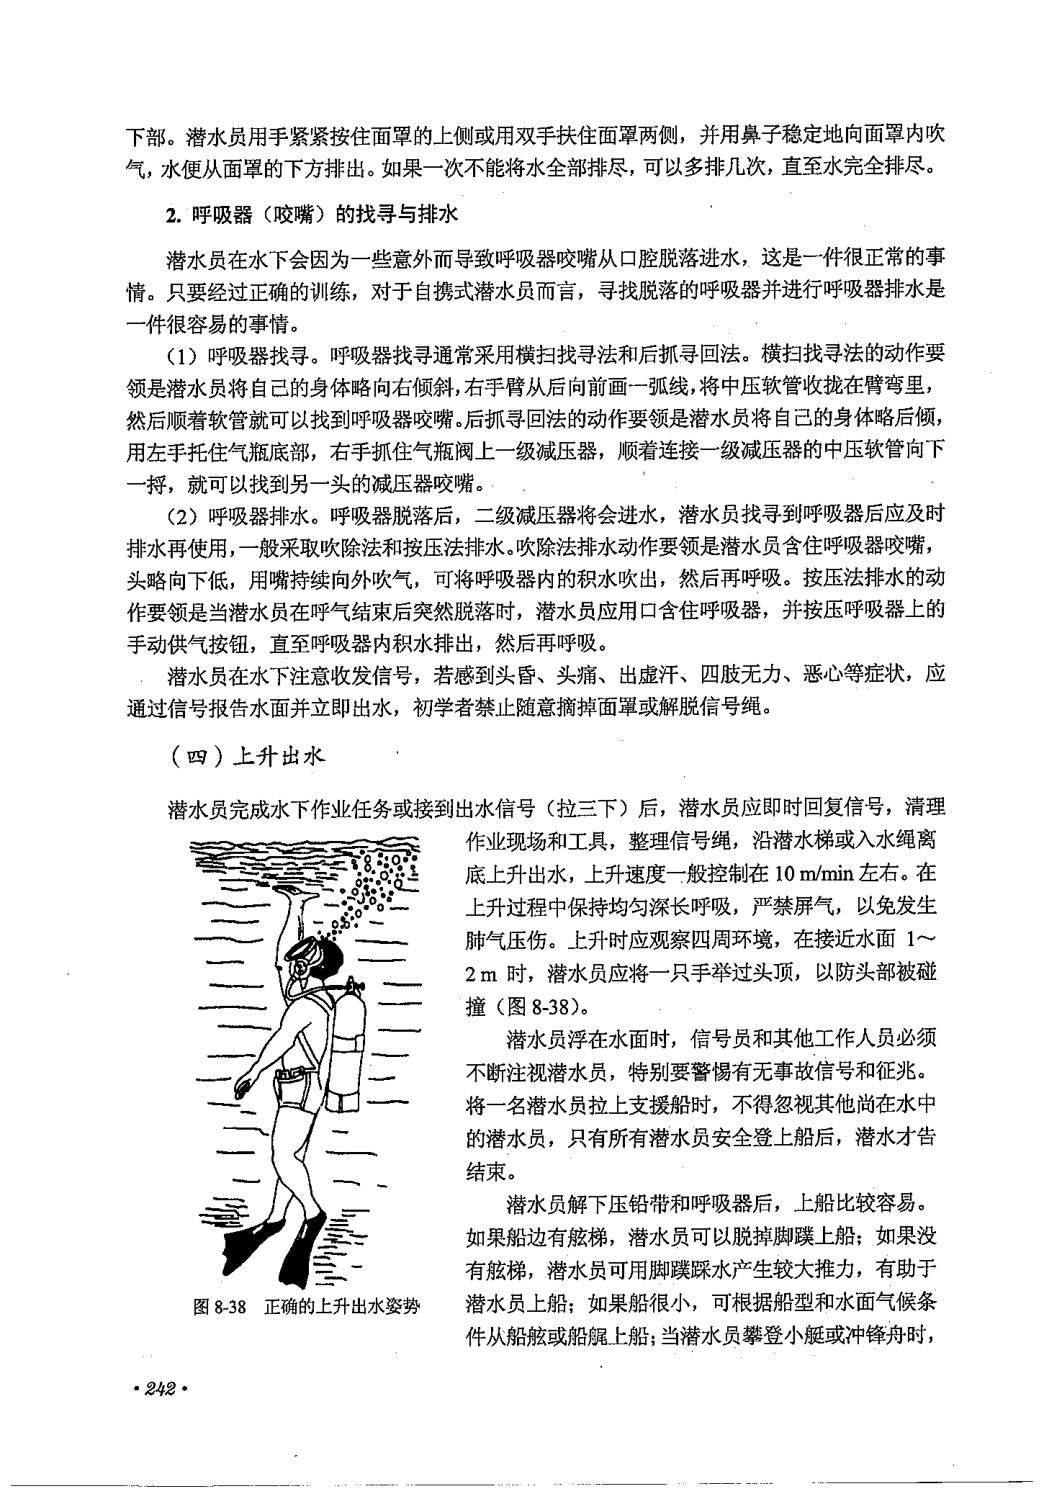 下部。潜水员用手紧紧按住面罩的上侧或用双手扶住面罩两侧，并用鼻子稳定地向面罩内吹
气，水便从面罩的下方排出。如果一次不能将水全部排尽，可以多排几次，直至水完全排尽。
2. 呼吸器（咬嘴）的找寻与排水
潜水员在水下会因为一些意外而导致呼吸器咬嘴从口腔脱落进水，这是一件很正常的事
情。只要经过正确的训练，对于自携式潜水员而言，寻找脱落的呼吸器并进行呼吸器排水是
一件很容易的事情。
（1）呼吸器找寻。呼吸器找寻通常采用横扫找寻法和后抓寻回法。横扫找寻法的动作要
领是潜水员将自己的身体略向右倾斜，右手臂从后向前画一弧线，将中压软管收拢在臂弯里，
然后顺着软管就可以找到呼吸器咬嘴。后抓寻回法的动作要领是潜水员将自己的身体略后倾，
用左手托住气瓶底部，右手抓住气瓶阀上一级减压器，顺着连接一级减压器的中压软管向下
一捋，就可以找到另一头的减压器咬嘴。
（2）呼吸器排水。呼吸器脱落后，二级减压器将会进水，潜水员找寻到呼吸器后应及时
排水再使用，一般采取吹除法和按压法排水。吹除法排水动作要领是潜水员含住呼吸器咬嘴，
头略向下低，用嘴持续向外吹气，可将呼吸器内的积水吹出，然后再呼吸。按压法排水的动
作要领是当潜水员在呼气结束后突然脱落时，潜水员应用口含住呼吸器，并按压呼吸器上的
手动供气按钮，直至呼吸器内积水排出，然后再呼吸。
潜水员在水下注意收发信号，若感到头昏、头痛、出虚汗、四肢无力、恶心等症状，应
通过信号报告水面并立即出水，初学者禁止随意摘掉面罩或解脱信号绳。
（四）上升出水
潜水员完成水下作业任务或接到出水信号（拉三下）后，潜水员应即时回复信号，清理
作业现场和工具，整理信号绳，沿潜水梯或入水绳离
底上升出水，上升速度一般控制在 10 m/min 左右。在
上升过程中保持均匀深长呼吸，严禁屏气，以免发生
肺气压伤。上升时应观察四周环境，在接近水面 1～
2 m 时，潜水员应将一只手举过头顶，以防头部被碰
撞（图 8-38）。
潜水员浮在水面时，信号员和其他工作人员必须
不断注视潜水员，特别要警惕有无事故信号和征兆。
将一名潜水员拉上支援船时，不得忽视其他尚在水中
的潜水员，只有所有潜水员安全登上船后，潜水才告
结束。
潜水员解下压铅带和呼吸器后，上船比较容易。
如果船边有舷梯，潜水员可以脱掉脚蹼上船；如果没
有舷梯，潜水员可用脚蹼踩水产生较大推力，有助于
潜水员上船；如果船很小，可根据船型和水面气候条
件从船舷或船艉上船；当潜水员攀登小艇或冲锋舟时，
图 8-38 正确的上升出水姿势
·242·